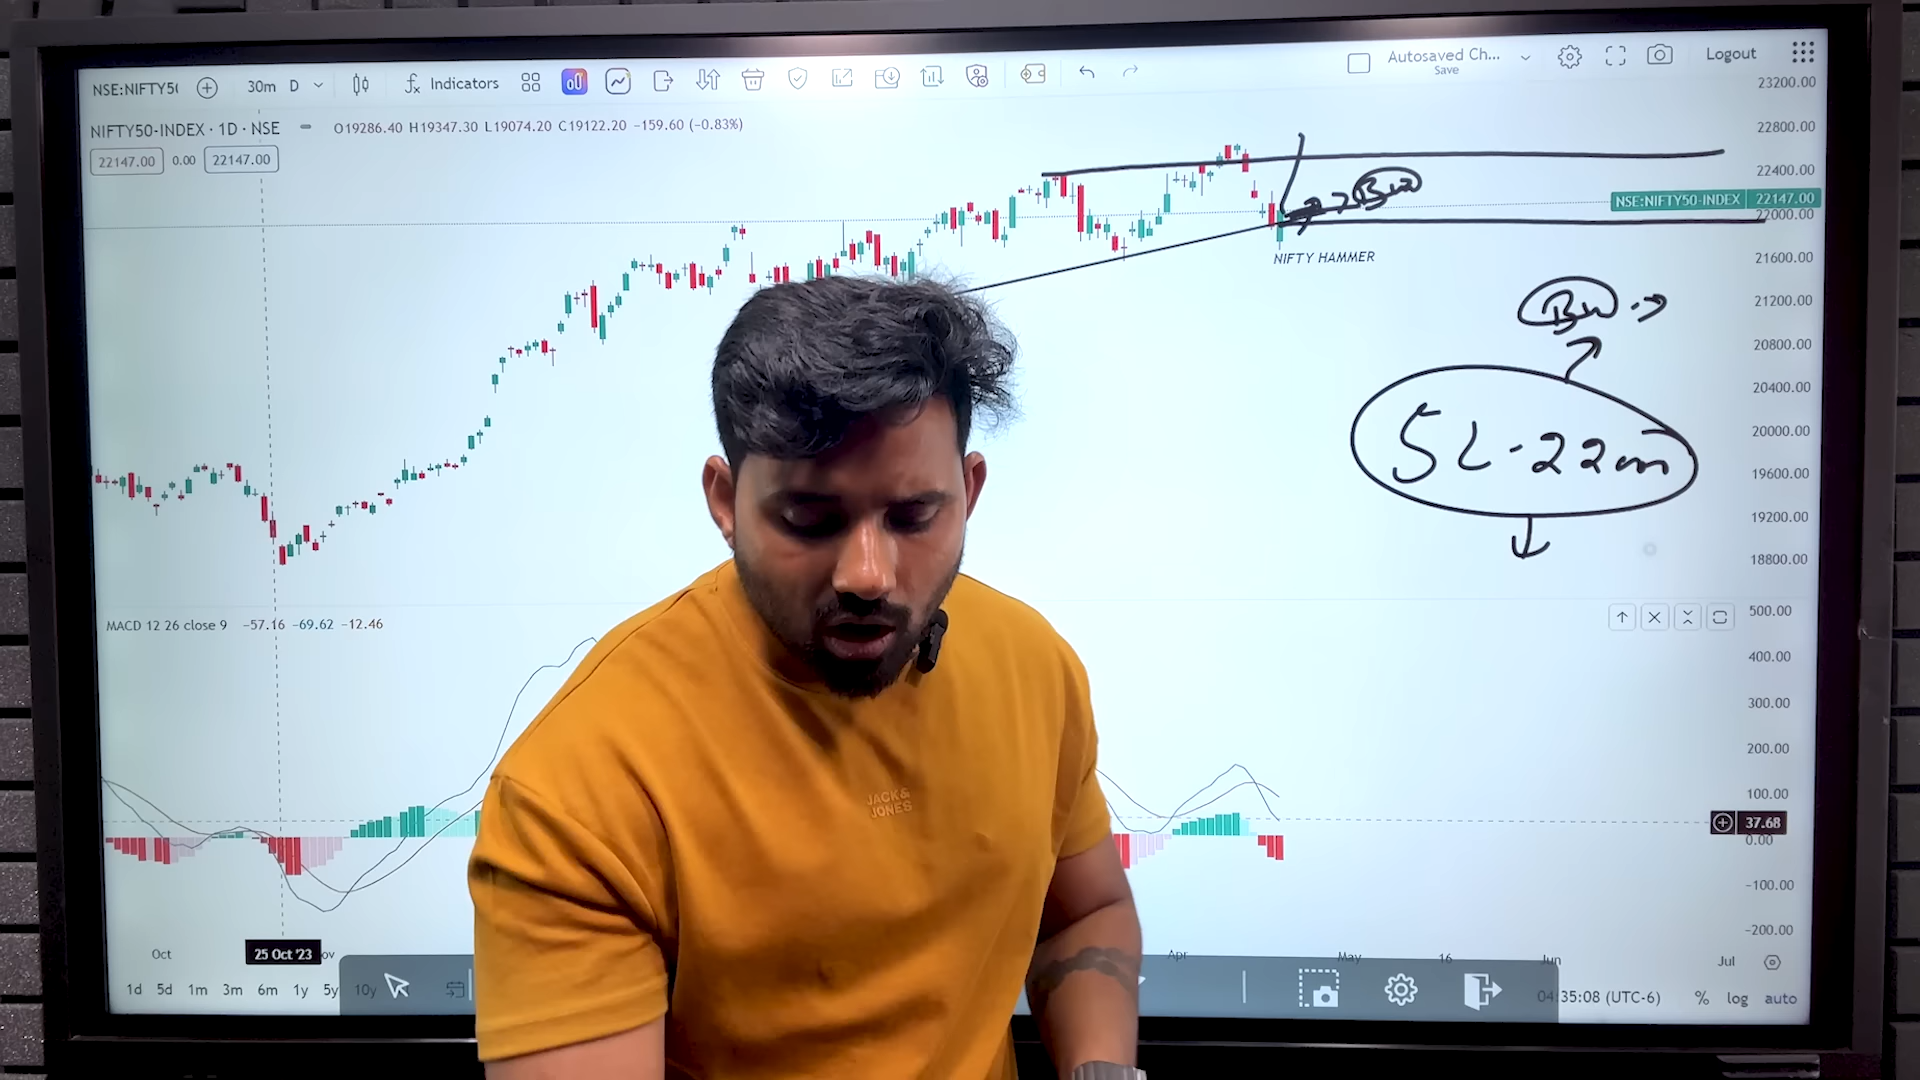 NSE:NIFTY5( 30m D Indicators Autosaved Ch... Logout
Save
NIFTY50-INDEX · 1D · NSE O19286.40 H19347.30 L19074.20 C19122.20 −159.60 (−0.83%)
22147.00 0.00 22147.00
23200.00
22800.00
22400.00
NSE:NIFTY50-INDEX 22147.00
22000.00
NIFTY HAMMER
21600.00
21200.00
20800.00
20400.00
20000.00
19600.00
19200.00
18800.00
MACD 12 26 close 9 −57.16 −69.62 −12.46
500.00
400.00
300.00
200.00
100.00
37.68
0.00
−100.00
−200.00
JACK&
JONES
Oct 25 Oct '23 ov Apr May 16 Jun Jul
1d 5d 1m 3m 6m 1y 5y 10y 04:35:08 (UTC-6) % log auto